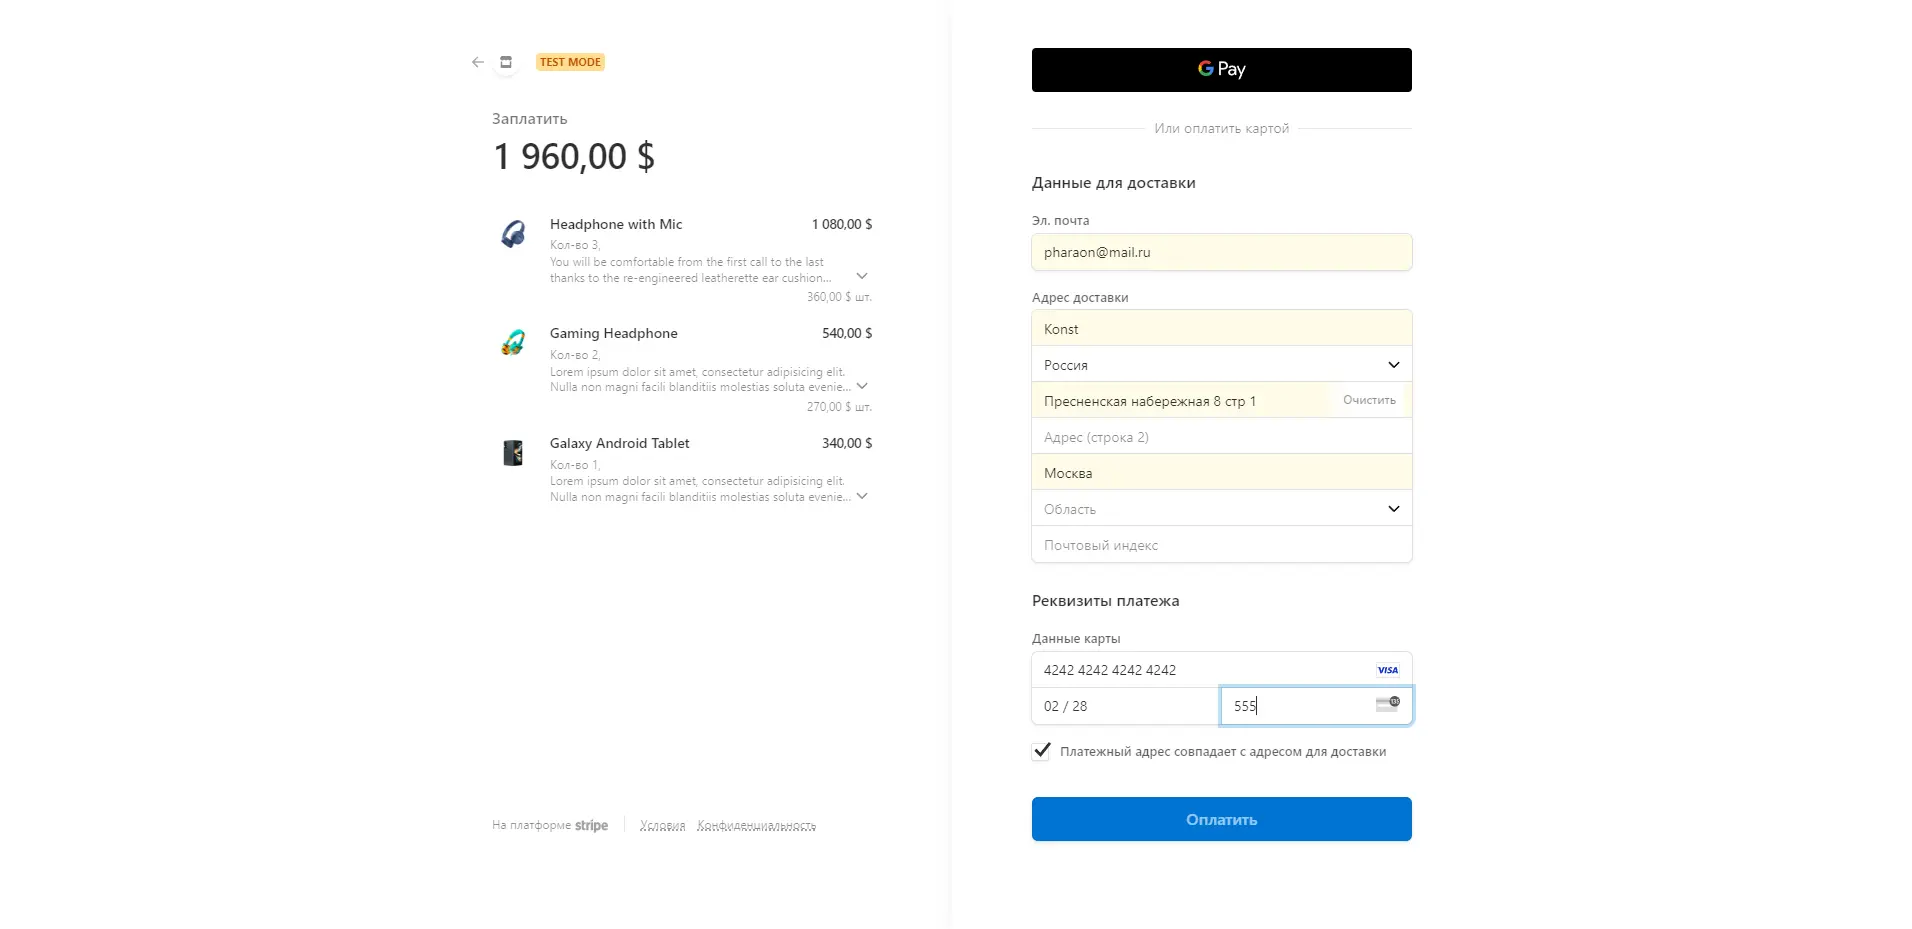 TEST MODE
Заплатить
1 960,00 $
Headphone with Mic 1 080,00 $
Кол-во 3,
You will be comfortable from the first call to the last
thanks to the re-engineered leatherette ear cushion...
360,00 $ шт.
Gaming Headphone 540,00 $
Кол-во 2,
Lorem ipsum dolor sit amet, consectetur adipisicing elit.
Nulla non magni facili blanditiis molestias soluta evenie...
270,00 $ шт.
Galaxy Android Tablet 340,00 $
Кол-во 1,
Lorem ipsum dolor sit amet, consectetur adipisicing elit.
Nulla non magni facili blanditiis molestias soluta evenie...
На платформе stripe Условия Конфиденциальность
G Pay
Или оплатить картой
Данные для доставки
Эл. почта
pharaon@mail.ru
Адрес доставки
Konst
Россия
Пресненская набережная 8 стр 1 Очистить
Адрес (строка 2)
Москва
Область
Почтовый индекс
Реквизиты платежа
Данные карты
4242 4242 4242 4242 VISA
02 / 28 555
Платежный адрес совпадает с адресом для доставки
Оплатить